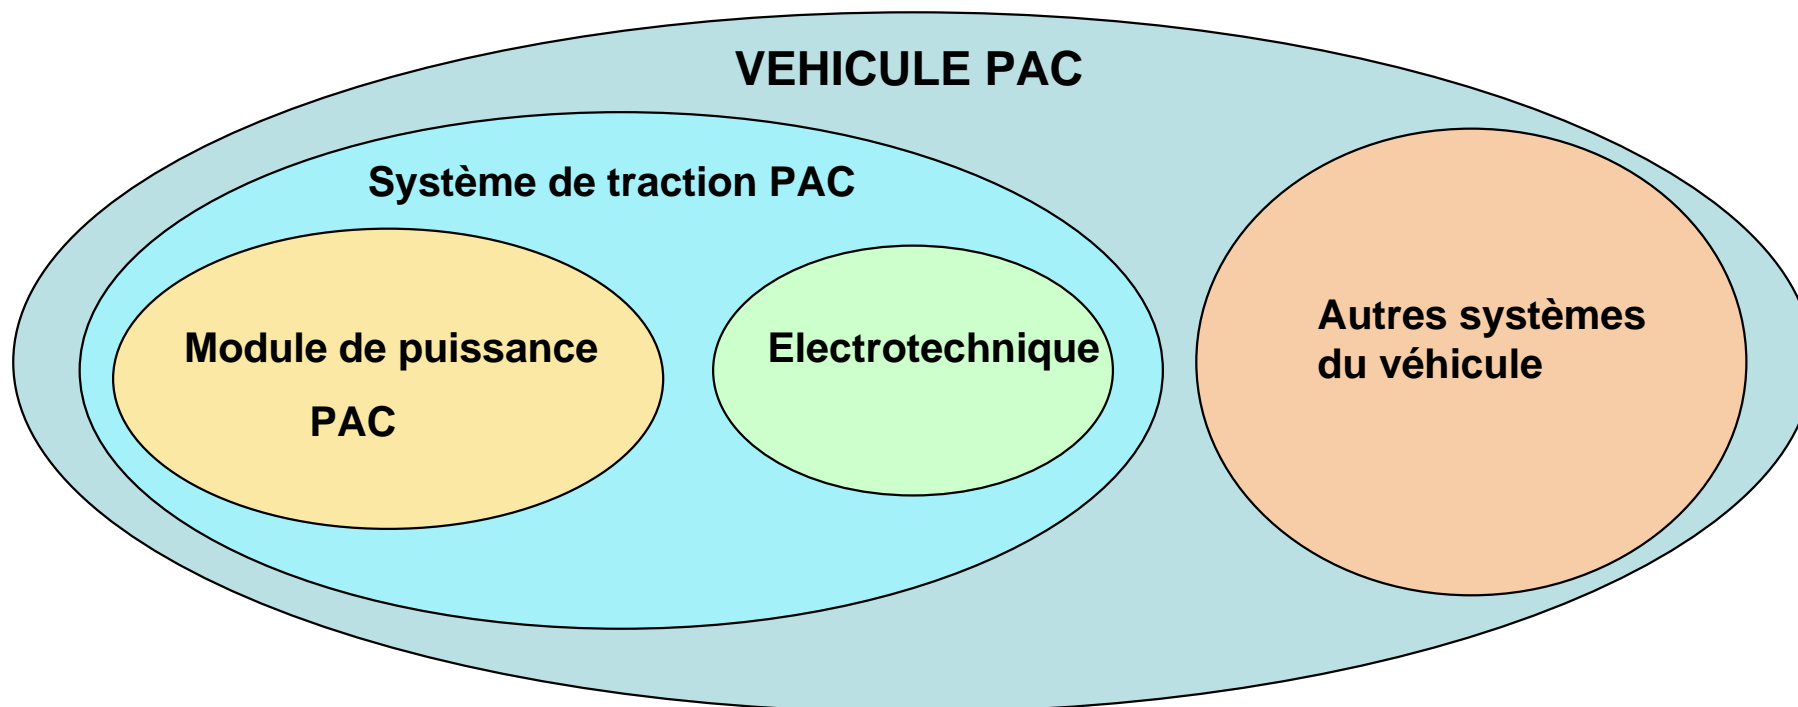 VEHICULE PAC
Système de traction PAC
Module de puissance
PAC
Electrotechnique
Autres systèmes
du véhicule